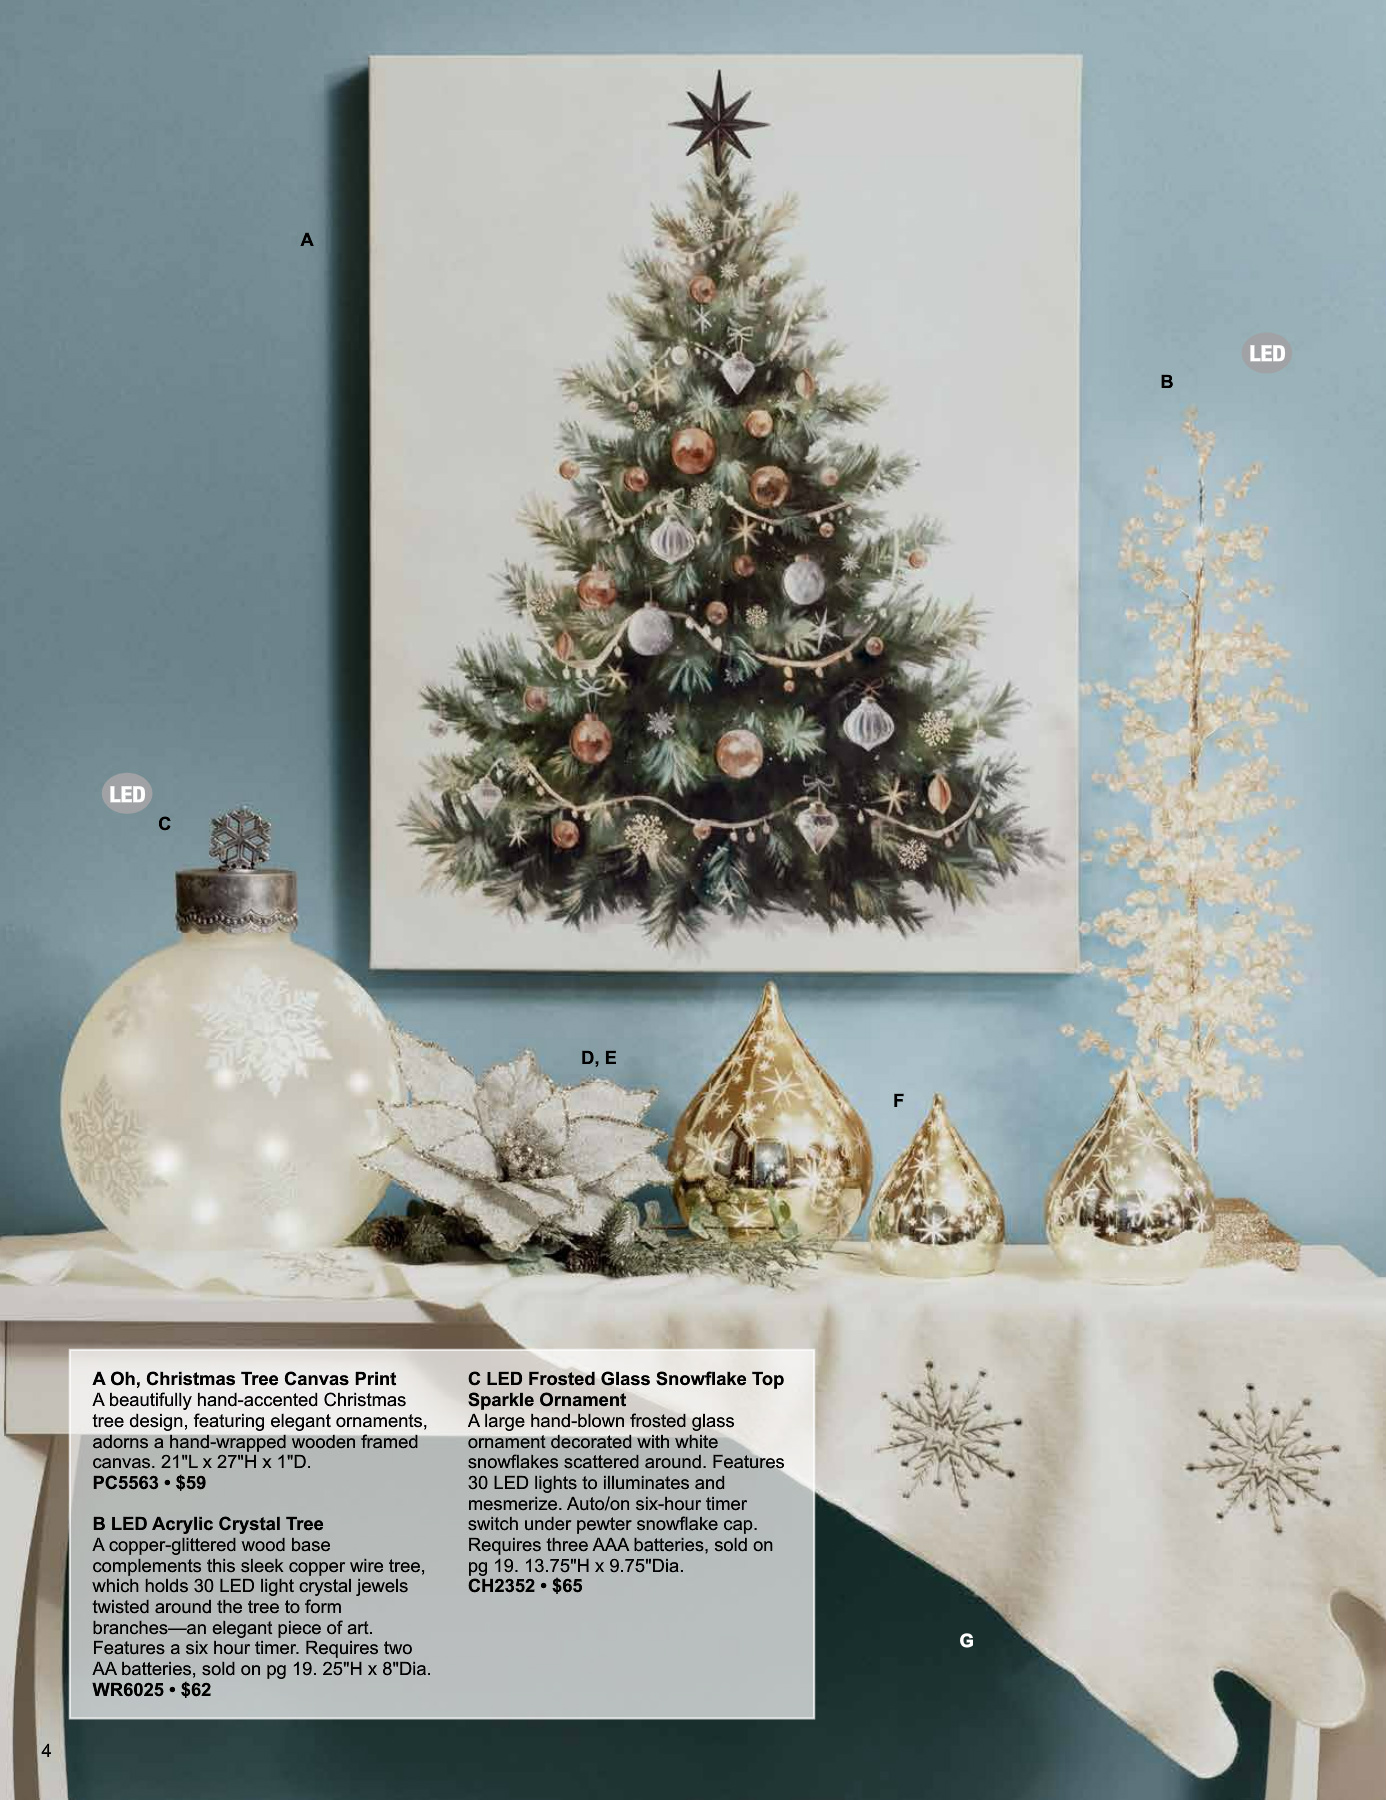 A
LED
B
LED
C
D, E
F
A Oh, Christmas Tree Canvas Print
A beautifully hand-accented Christmas
tree design, featuring elegant ornaments,
adorns a hand-wrapped wooden framed
canvas. 21"L x 27"H x 1"D.
PC5563 • $59
B LED Acrylic Crystal Tree
A copper-glittered wood base
complements this sleek copper wire tree,
which holds 30 LED light crystal jewels
twisted around the tree to form
branches—an elegant piece of art.
Features a six hour timer. Requires two
AA batteries, sold on pg 19. 25"H x 8"Dia.
WR6025 • $62
C LED Frosted Glass Snowflake Top
Sparkle Ornament
A large hand-blown frosted glass
ornament decorated with white
snowflakes scattered around. Features
30 LED lights to illuminates and
mesmerize. Auto/on six-hour timer
switch under pewter snowflake cap.
Requires three AAA batteries, sold on
pg 19. 13.75"H x 9.75"Dia.
CH2352 • $65
G
4